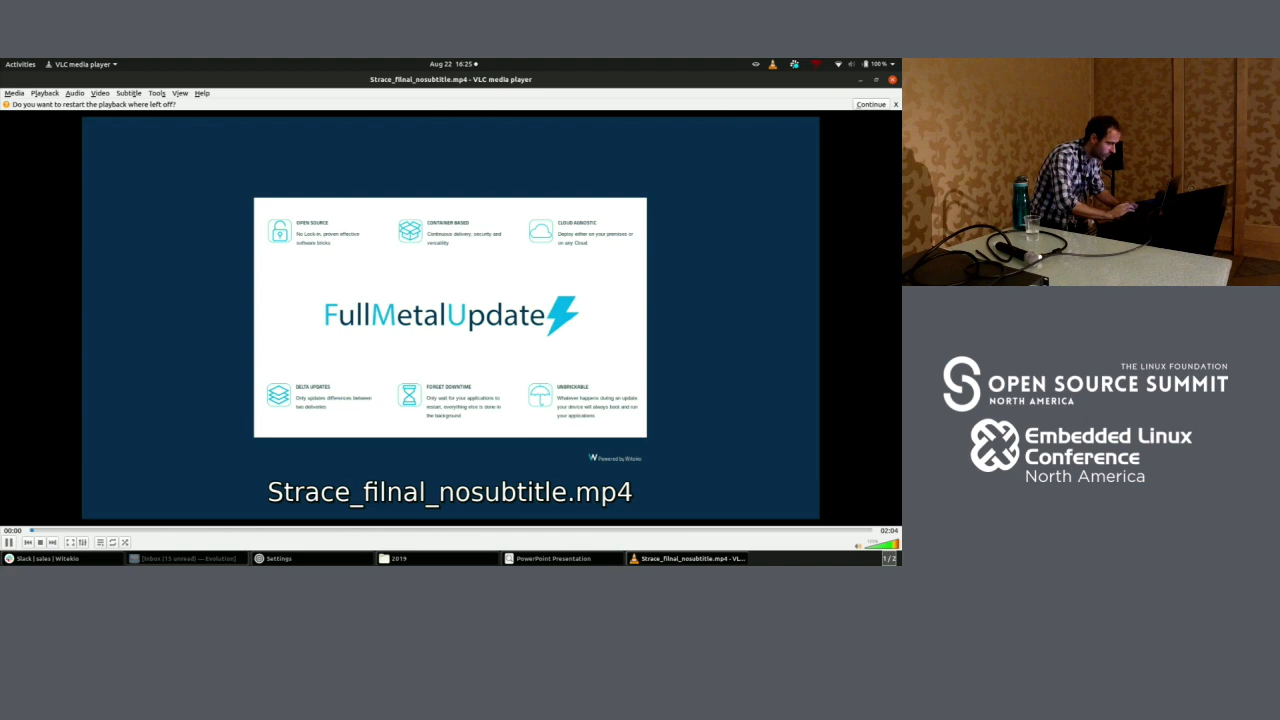 Activities
VLC media player
Aug 22 16:25
100 %
Strace_filnal_nosubtitle.mp4 - VLC media player
Media Playback Audio Video Subtitle Tools View Help
Do you want to restart the playback where left off?
Continue
X
OPEN SOURCE
No Lock-in, proven effective
software bricks
CONTAINER BASED
Continuous delivery, security and
versatility
CLOUD AGNOSTIC
Deploy either on your premises or
on any Cloud
FullMetalUpdate
DELTA UPDATES
Only updates differences between
two deliveries
FORGET DOWNTIME
Only wait for your applications to
restart, everything else is done in
the background
UNBRICKABLE
Whatever happens during an update
your device will always boot and run
your applications
W Powered by Witekio
Strace_filnal_nosubtitle.mp4
00:00
02:04
Slack | sales | Witekio
[Inbox (15 unread) — Evolution]
Settings
2019
PowerPoint Presentation
Strace_filnal_nosubtitle.mp4 - VL...
1 / 2
THE LINUX FOUNDATION
OPEN SOURCE SUMMIT
NORTH AMERICA
Embedded Linux
Conference
North America